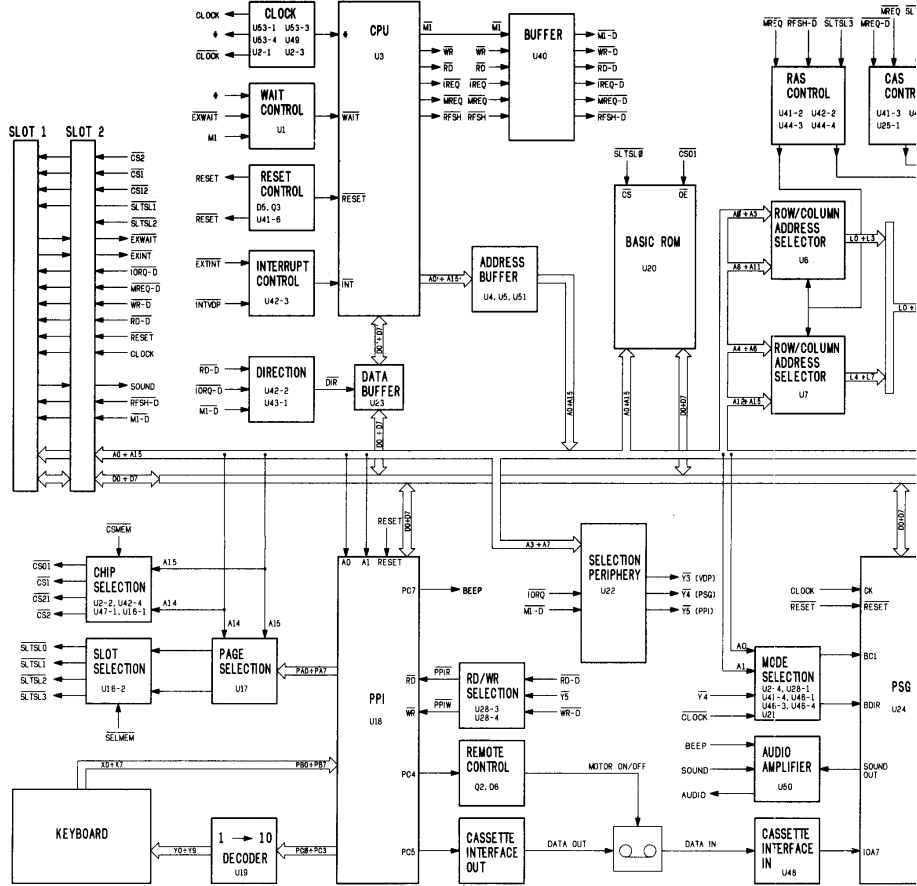 CLOCK
CLOCK
U53-1 U53-3
U53-4 U49
U2-1 U2-3
CLOCK
WAIT
CONTROL
U1
EXWAIT
M1
WAIT
RESET
CONTROL
D5, Q3
U41-6
RESET
RESET
RESET
INTERRUPT
CONTROL
U42-3
EXTINT
INTVDP
INT
CPU
U3
M1
WR
RD
IREQ
MREQ
RFSH
M1
WR
RD
IREQ
MREQ
RFSH
BUFFER
U40
M1-D
WR-D
RD-D
IREQ-D
MREQ-D
RFSH-D
MREQ RFSH-D SLTSL3
RAS
CONTROL
U41-2 U42-2
U44-3 U44-4
MREQ-D
MREQ
CAS
U41-3
U25-1
SLOT 1
SLOT 2
CS2
CS1
CS12
SLTSL1
SLTSL2
EXWAIT
EXINT
IORQ-D
MREQ-D
WR-D
RD-D
RESET
CLOCK
SOUND
RFSH-D
M1-D
A0÷A15
D0÷D7
DIRECTION
U42-2
U43-1
RD-D
IORQ-D
M1-D
DIR
DATA
BUFFER
U23
D0'÷D7'
D0÷D7
A0'÷A15'
ADDRESS
BUFFER
U4, U5, U51
A0÷A15
SLTSL0
CS01
CS
OE
BASIC ROM
U20
A0÷A15
D0÷D7
A0÷A3
A8÷A11
ROW/COLUMN
ADDRESS
SELECTOR
U6
L0÷L3
A4÷A6
A12÷A15
ROW/COLUMN
ADDRESS
SELECTOR
U7
L4÷L7
CSMEM
CHIP
SELECTION
U2-2, U42-4
U47-1, U16-1
CS01
CS1
CS21
CS2
A15
A14
A14
A15
SLOT
SELECTION
U16-2
SLTSL0
SLTSL1
SLTSL2
SLTSL3
SELMEM
PAGE
SELECTION
U17
PA0÷PA7
RESET
A0 A1 RESET
D0÷D7
PPI
U18
PC7
BEEP
RD
WR
PC4
PC5
PPIR
PPIW
RD/WR
SELECTION
U28-3
U28-4
RD-D
Y5
WR-D
A3÷A7
SELECTION
PERIPHERY
U22
IORQ
M1-D
Y3 (VDP)
Y4 (PSG)
Y5 (PPI)
REMOTE
CONTROL
Q2, D6
MOTOR ON/OFF
CASSETTE
INTERFACE
OUT
DATA OUT
DATA IN
CASSETTE
INTERFACE
IN
U48
IOA7
KEYBOARD
X0÷X7
PB0÷PB7
Y0÷Y9
1 → 10
DECODER
U19
PC0÷PC3
D0÷D7
CLOCK
CK
RESET
RESET
PSG
U24
A0
A1
MODE
SELECTION
U2-4, U28-1
U41-4, U46-1
U46-3, U46-4
U21
Y4
CLOCK
BC1
BDIR
BEEP
SOUND
AUDIO
AUDIO
AMPLIFIER
U50
SOUND
OUT